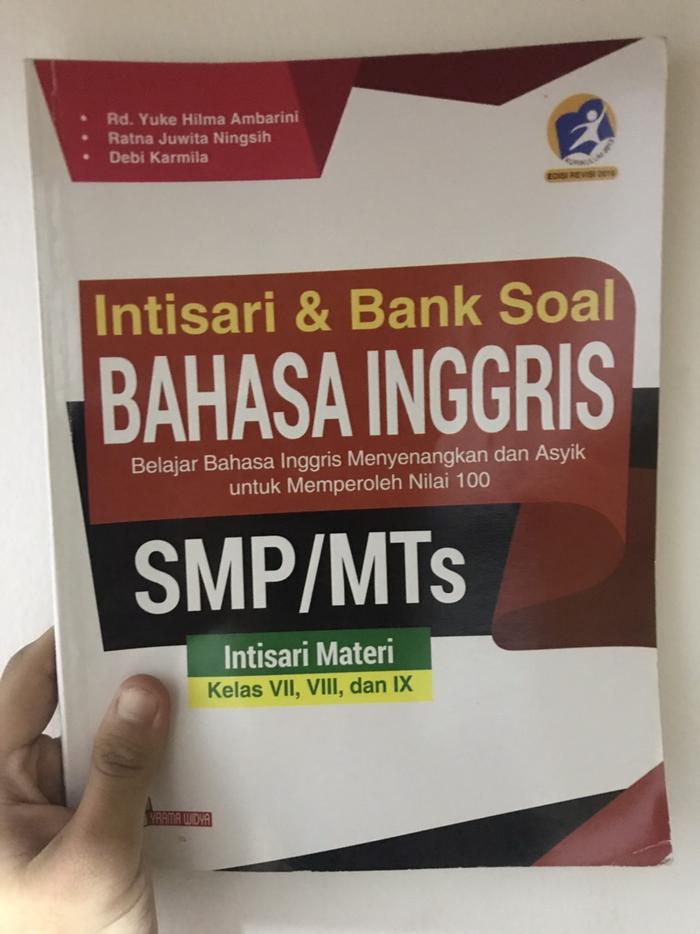 • Rd. Yuke Hilma Ambarini
• Ratna Juwita Ningsih
• Debi Karmila
KURIKULUM 2013
EDISI REVISI 2016
Intisari & Bank Soal
BAHASA INGGRIS
Belajar Bahasa Inggris Menyenangkan dan Asyik
untuk Memperoleh Nilai 100
SMP/MTs
Intisari Materi
Kelas VII, VIII, dan IX
YRAMA WIDYA